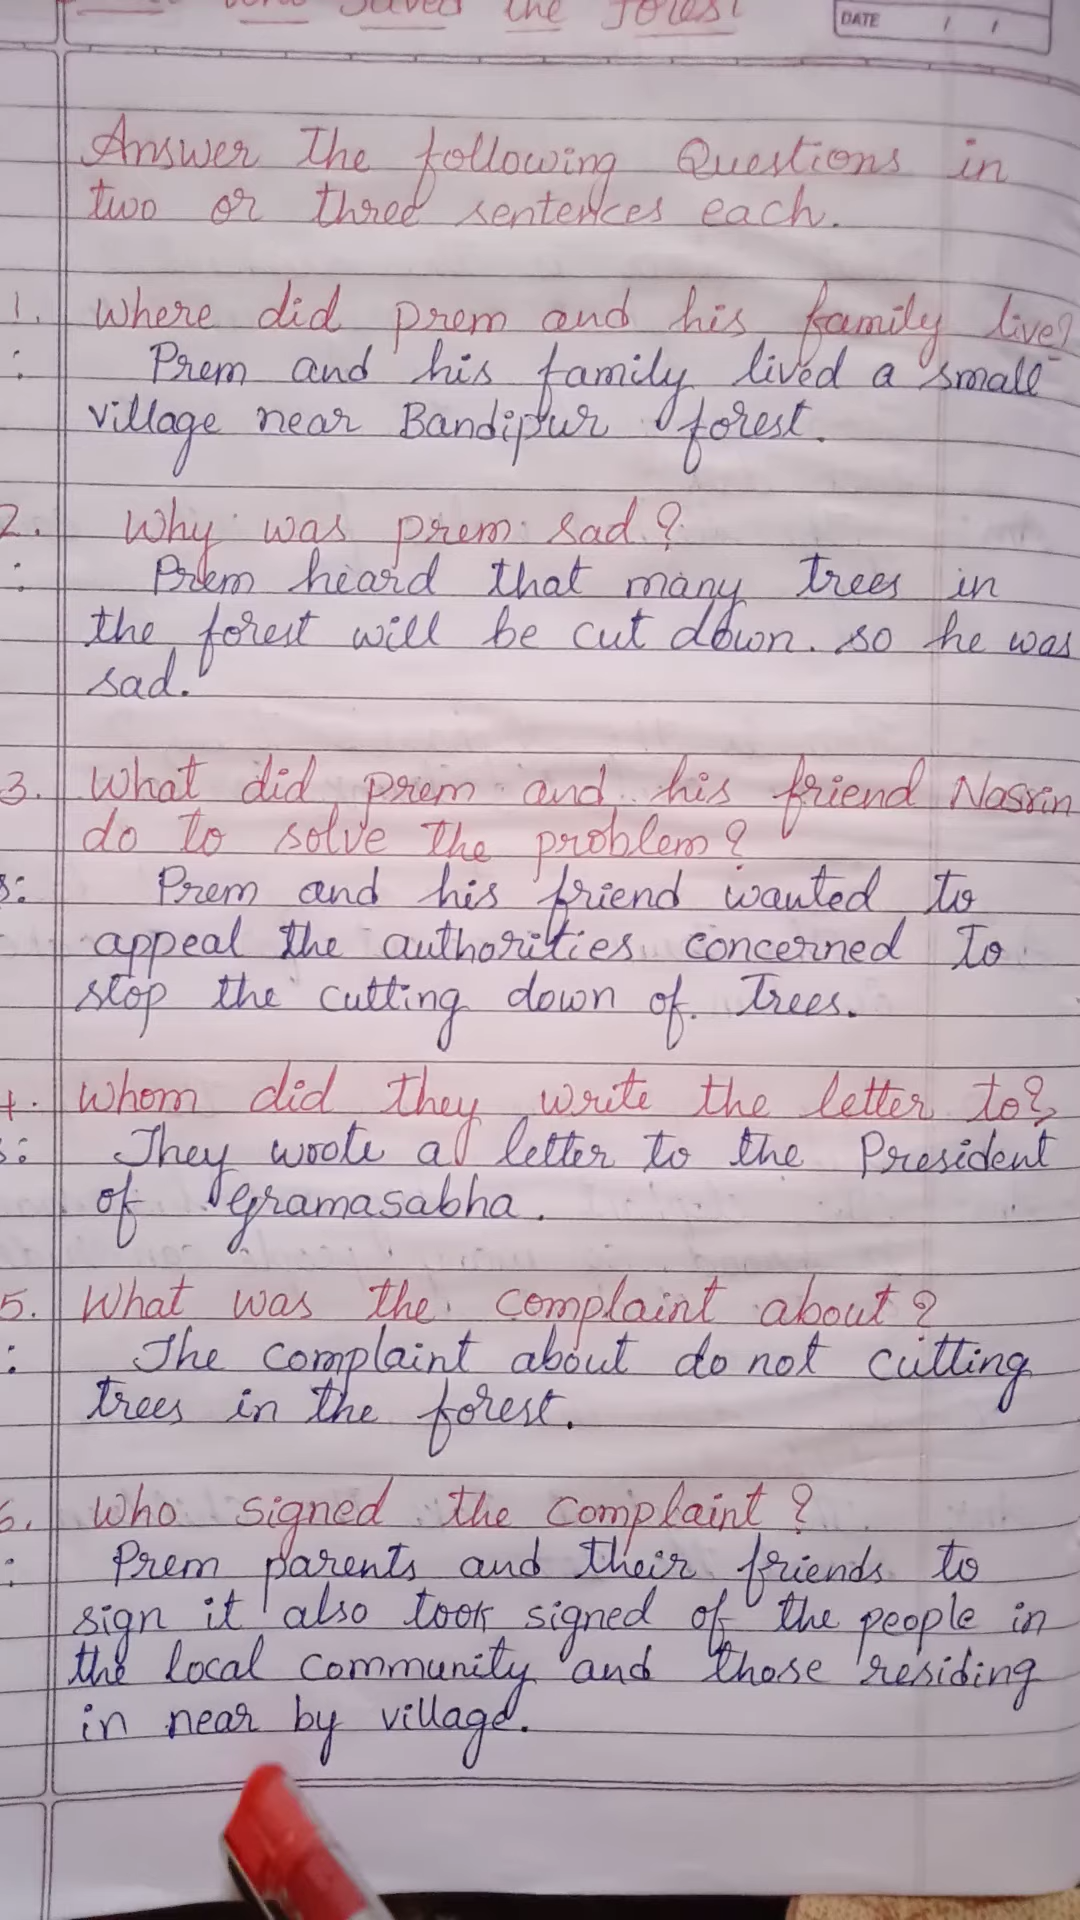 who saved the forest
DATE / /
Answer The following Questions in
two or three sentences each.
1. Where did prem and his family live?
: Prem and his family lived a small
village near Bandipur forest.
2. Why was prem sad?
: Prem heard that many trees in
the forest will be cut down. so he was
sad.
3. What did prem and his friend Nasrin
do to solve the problem?
s: Prem and his friend wanted to
appeal the authorities concerned To
stop the cutting down of. Trees.
4. Whom did they write the letter to?
s: They wrote a letter to the President
of gramasabha.
5. What was the complaint about?
: The complaint about do not cutting
trees in the forest.
6. Who signed the complaint?
: Prem parents and their friends to
sign it also took signed of the people in
the local community and those residing
in near by village.